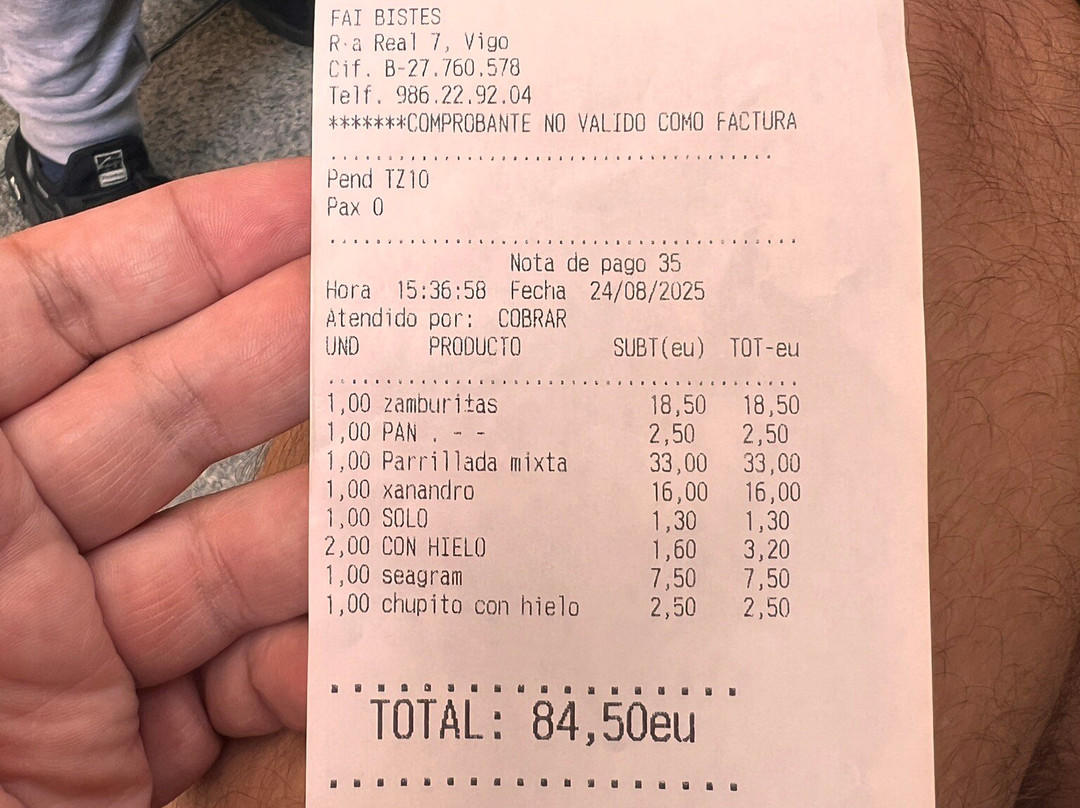 FAI BISTES
R·a Real 7, Vigo
Cif. B-27.760.578
Telf. 986.22.92.04
*******COMPROBANTE NO VALIDO COMO FACTURA
Pend TZ10
Pax 0
Nota de pago 35
Hora 15:36:58 Fecha 24/08/2025
Atendido por: COBRAR
UND PRODUCTO SUBT(eu) TOT-eu
1,00 zamburitas 18,50 18,50
1,00 PAN . - - 2,50 2,50
1,00 Parrillada mixta 33,00 33,00
1,00 xanandro 16,00 16,00
1,00 SOLO 1,30 1,30
2,00 CON HIELO 1,60 3,20
1,00 seagram 7,50 7,50
1,00 chupito con hielo 2,50 2,50
TOTAL: 84,50eu